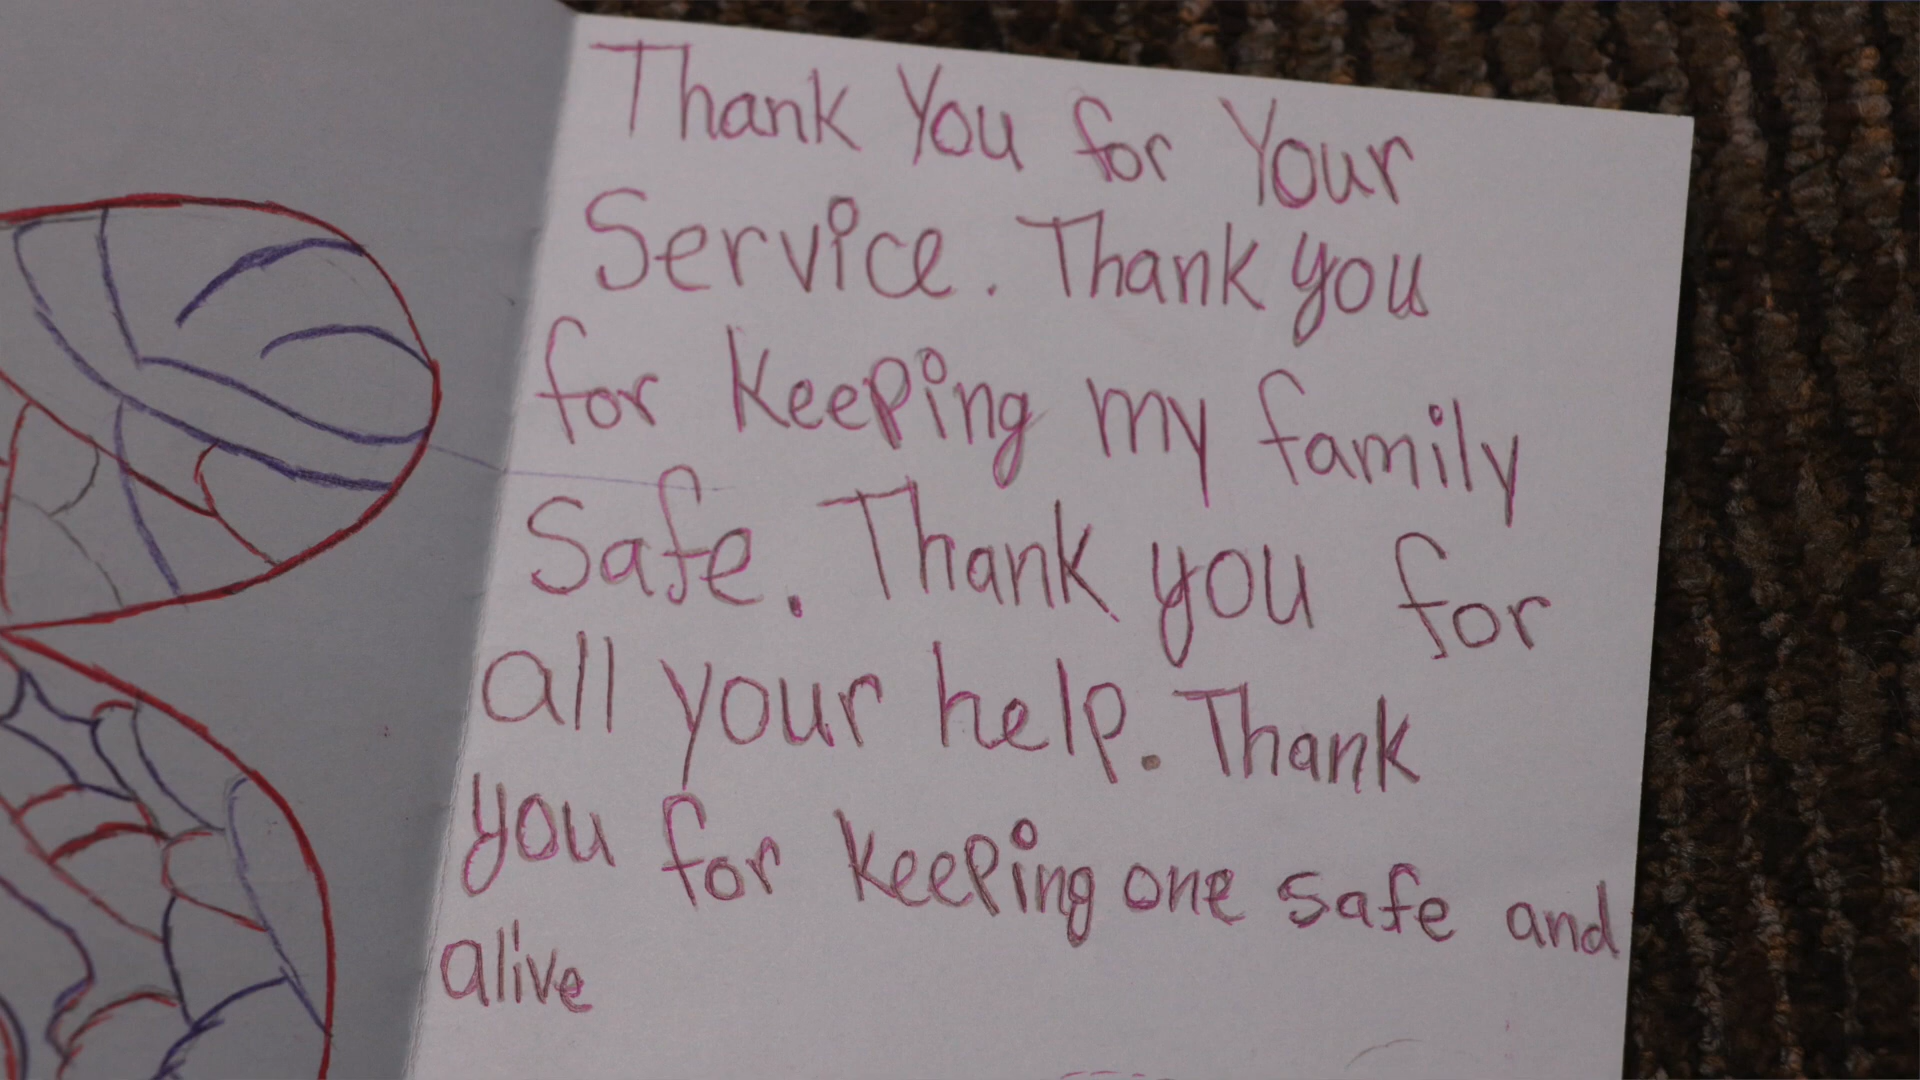 Thank You for Your
Service. Thank you
for keeping my family
Safe. Thank you for
all your help. Thank
you for keeping one safe and
alive